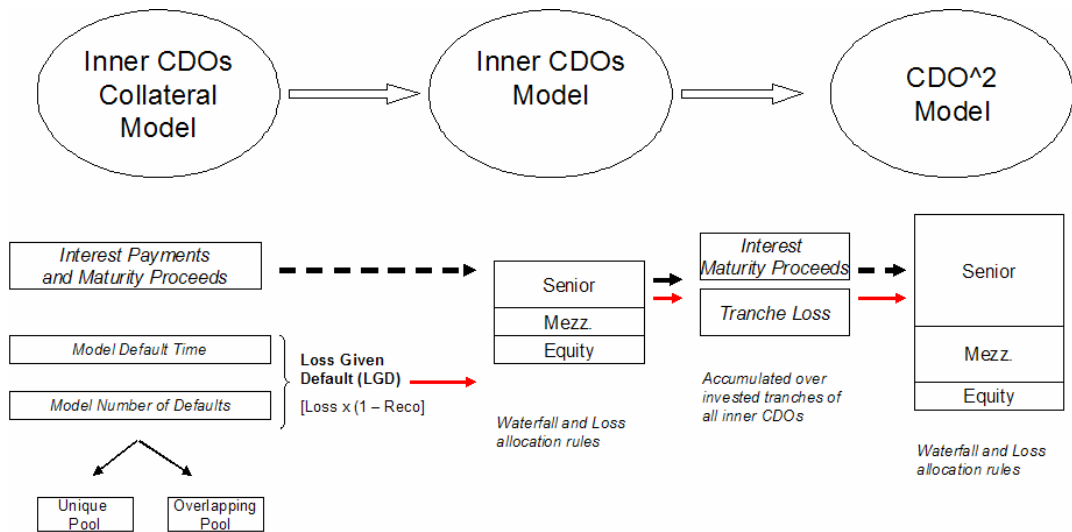 Inner CDOs
Collateral
Model
Inner CDOs
Model
CDO^2
Model
Interest Payments
and Maturity Proceeds
Model Default Time
Model Number of Defaults
Unique
Pool
Overlapping
Pool
Loss Given
Default (LGD)
[Loss x (1 – Reco]
Senior
Mezz.
Equity
Waterfall and Loss
allocation rules
Interest
Maturity Proceeds
Tranche Loss
Accumulated over
invested tranches of
all inner CDOs
Senior
Mezz.
Equity
Waterfall and Loss
allocation rules